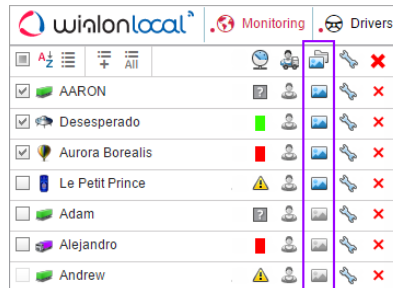 wialonlocal Monitoring Drivers
AZ All
AARON
?
Desesperado
Aurora Borealis
Le Petit Prince
Adam
?
Alejandro
Andrew